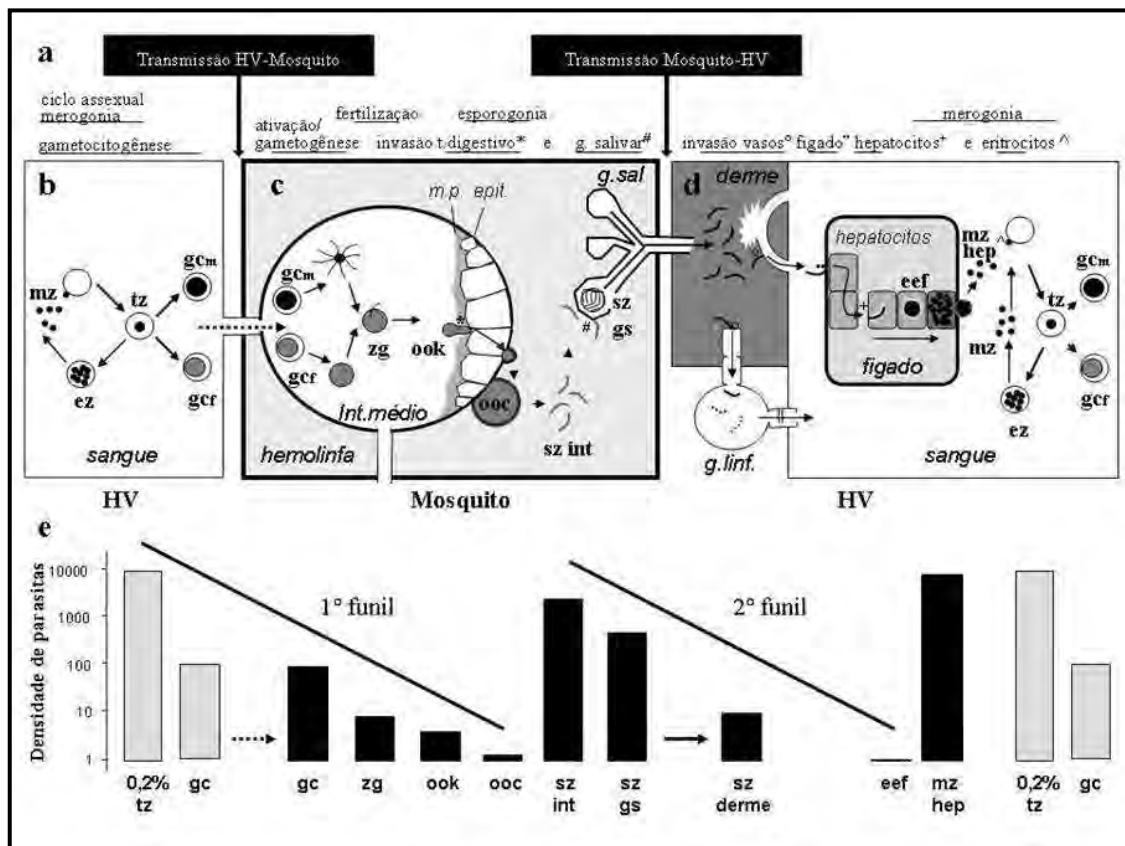 a
Transmissão HV-Mosquito
Transmissão Mosquito-HV
ciclo assexual
merogonia
gametocitogênese
ativação/
gametogênese
fertilização
invasão t.digestivo*
esporogonia
e g. salivar#
invasão vasos° figado” hepatocitos+
merogonia
e eritrocitos ^
b
mz
tz
gcm
gcf
ez
sangue
HV
c
m.p.
epit.
gcm
gcf
zg
ook
*
Int.médio
ooc
sz int
hemolinfa
g.sal
sz
gs
#
Mosquito
derme
d
g.linf.
hepatocitos
+
eef
figado
mz
hep
^
mz
tz
gcm
gcf
ez
sangue
HV
e
Densidade de parasitas
10000
1000
100
10
1
1° funil
2° funil
0,2%
tz
gc
gc
zg
ook
ooc
sz
int
sz
gs
sz
derme
eef
mz
hep
0,2%
tz
gc